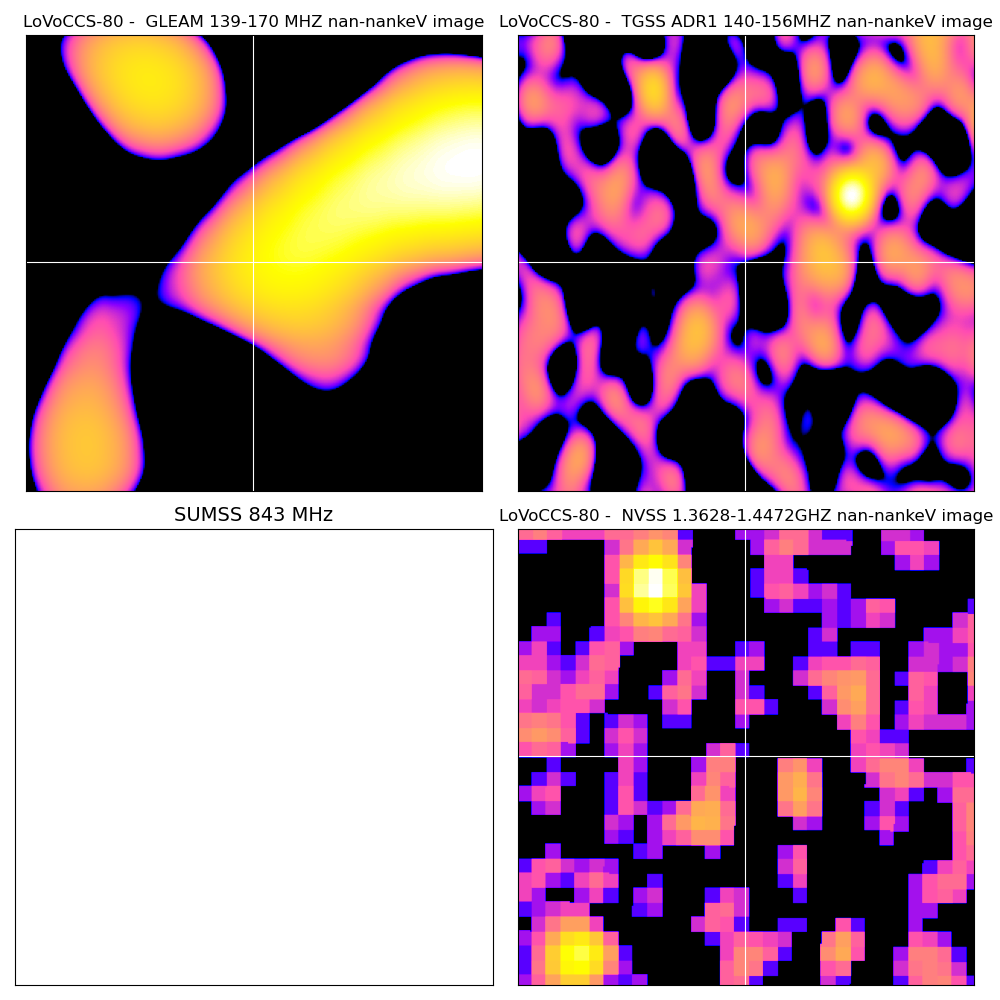 LoVoCCS-80 - GLEAM 139-170 MHZ nan-nankeV image
LoVoCCS-80 - TGSS ADR1 140-156MHZ nan-nankeV image
SUMSS 843 MHz
LoVoCCS-80 - NVSS 1.3628-1.4472GHZ nan-nankeV image